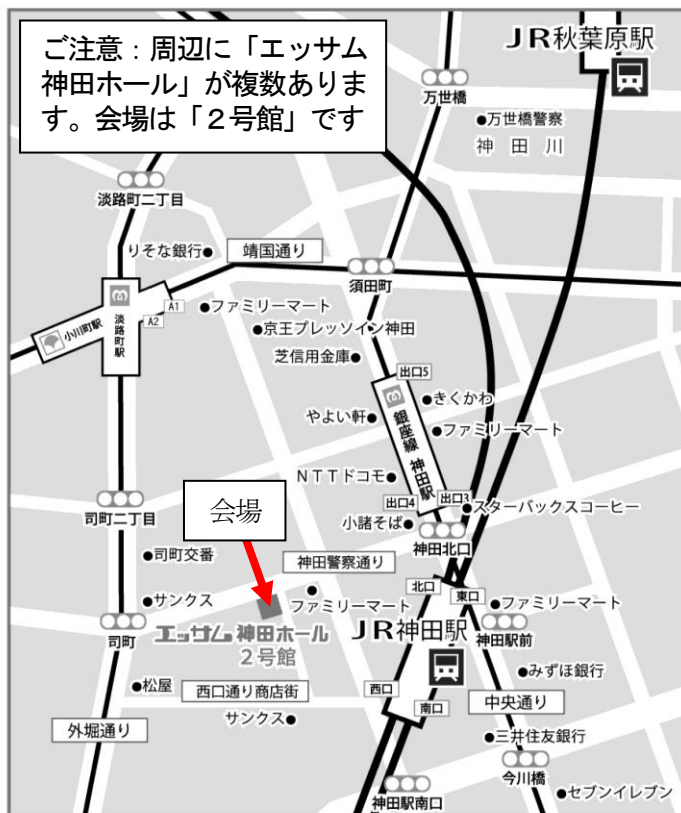 ご注意：周辺に「エッサム
神田ホール」が複数ありま
す。会場は「２号館」です
ＪＲ秋葉原駅
万世橋
●万世橋警察
神田川
淡路町二丁目
りそな銀行●
靖国通り
須田町
小川町駅
淡路町駅
A1
A2
●ファミリーマート
●京王プレッソイン神田
芝信用金庫●
出口5
●きくかわ
やよい軒●
●ファミリーマート
銀座線 神田駅
ＮＴＴドコモ●
出口4
出口3
●スターバックスコーヒー
小諸そば●
神田北口
司町二丁目
会場
●司町交番
神田警察通り
北口
東口
●サンクス
●
ファミリーマート
●ファミリーマート
司町
エッサム 神田ホール
２号館
ＪＲ神田駅
神田駅前
●みずほ銀行
●松屋
西口通り商店街
西口
南口
中央通り
サンクス●
外堀通り
●三井住友銀行
今川橋
神田駅南口
●セブンイレブン